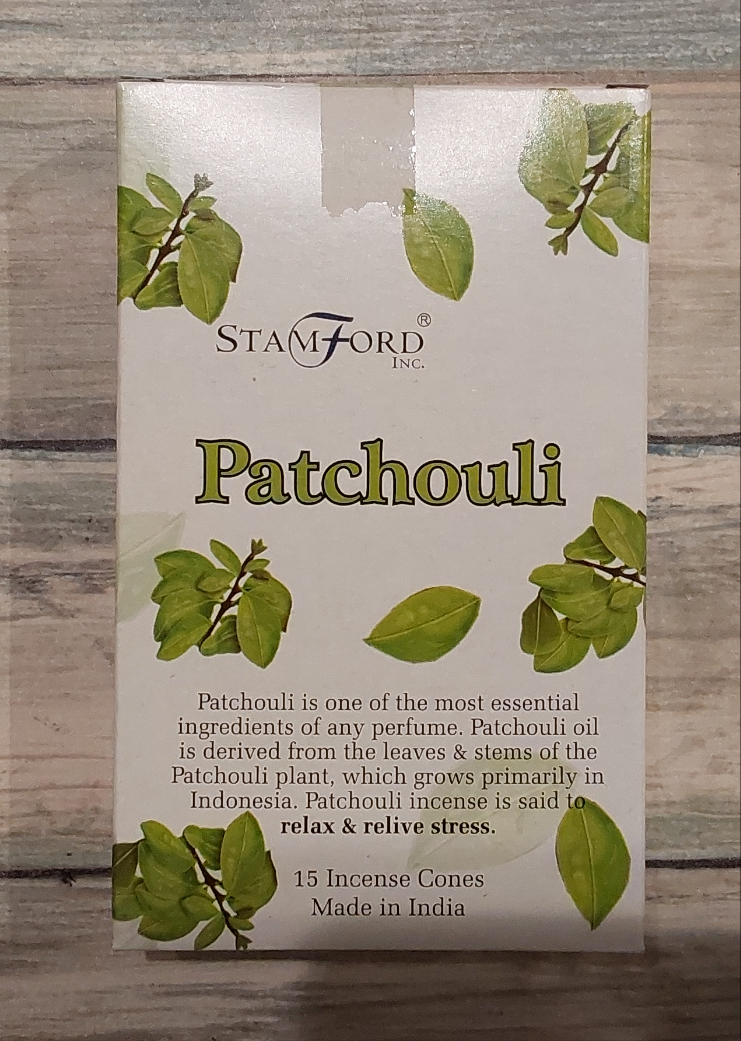 STAMFORD®
INC.
Patchouli
Patchouli is one of the most essential
ingredients of any perfume. Patchouli oil
is derived from the leaves & stems of the
Patchouli plant, which grows primarily in
Indonesia. Patchouli incense is said to
relax & relive stress.
15 Incense Cones
Made in India